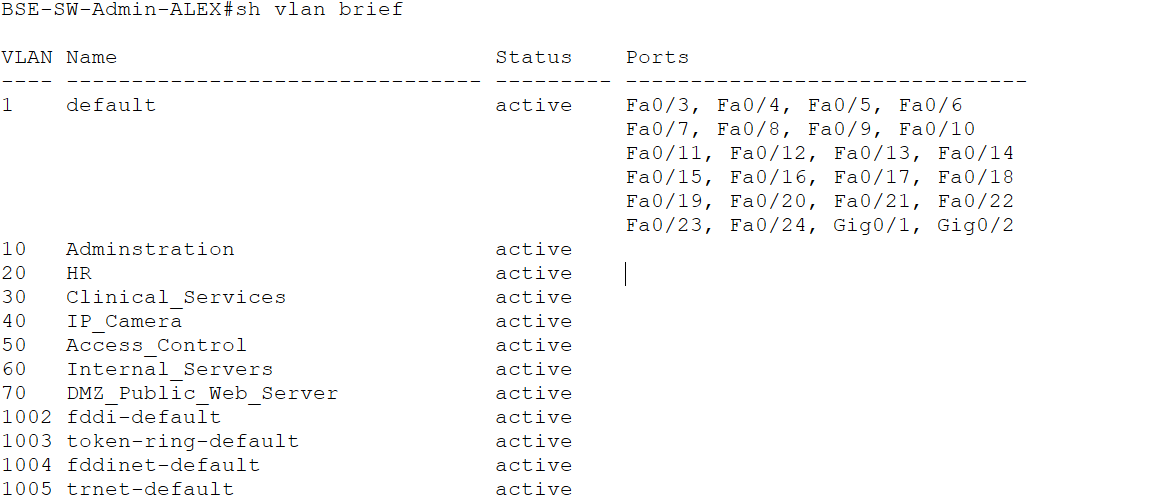 BSE-SW-Admin-ALEX#sh vlan brief
VLAN Name                             Status    Ports
---- -------------------------------- --------- -------------------------------
1    default                          active    Fa0/3, Fa0/4, Fa0/5, Fa0/6
                                                Fa0/7, Fa0/8, Fa0/9, Fa0/10
                                                Fa0/11, Fa0/12, Fa0/13, Fa0/14
                                                Fa0/15, Fa0/16, Fa0/17, Fa0/18
                                                Fa0/19, Fa0/20, Fa0/21, Fa0/22
                                                Fa0/23, Fa0/24, Gig0/1, Gig0/2
10   Adminstration                    active
20   HR                               active
30   Clinical_Services                active
40   IP_Camera                        active
50   Access_Control                   active
60   Internal_Servers                 active
70   DMZ_Public_Web_Server            active
1002 fddi-default                     active
1003 token-ring-default               active
1004 fddinet-default                  active
1005 trnet-default                    active